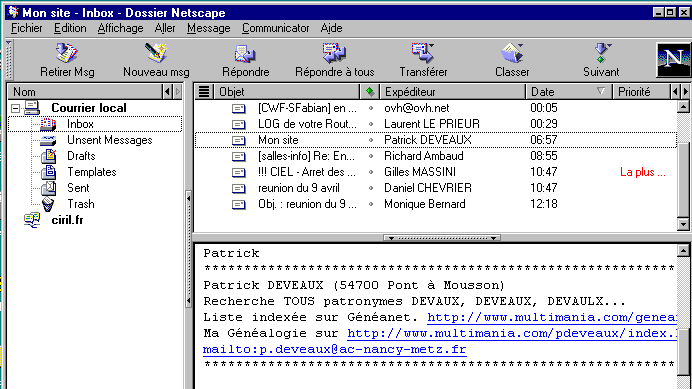 Mon site - Inbox - Dossier Netscape
Fichier Edition Affichage Aller Message Communicator Aide
Retirer Msg Nouveau msg Répondre Répondre à tous Transférer Classer Suivant N
Nom Objet Expéditeur Date Priorité
Courrier local
Inbox
Unsent Messages
Drafts
Templates
Sent
Trash
ciril.fr
[CWF-SFabian] en ... ovh@ovh.net 00:05
LOG de votre Rout... Laurent LE PRIEUR 00:29
Mon site Patrick DEVEAUX 06:57
[salles-info] Re: En... Richard Ambaud 08:55
!!! CIEL - Arret des ... Gilles MASSINI 10:47 La plus ...
reunion du 9 avril Daniel CHEVRIER 10:47
Obj. : reunion du 9 ... Monique Bernard 12:18
Patrick
****************************************************
Patrick DEVEAUX (54700 Pont à Mousson)
Recherche TOUS patronymes DEVAUX, DEVEAUX, DEVAULX...
Liste indexée sur Généanet. http://www.multimania.com/genea
Ma Généalogie sur http://www.multimania.com/pdeveaux/index.
mailto:p.deveaux@ac-nancy-metz.fr
****************************************************